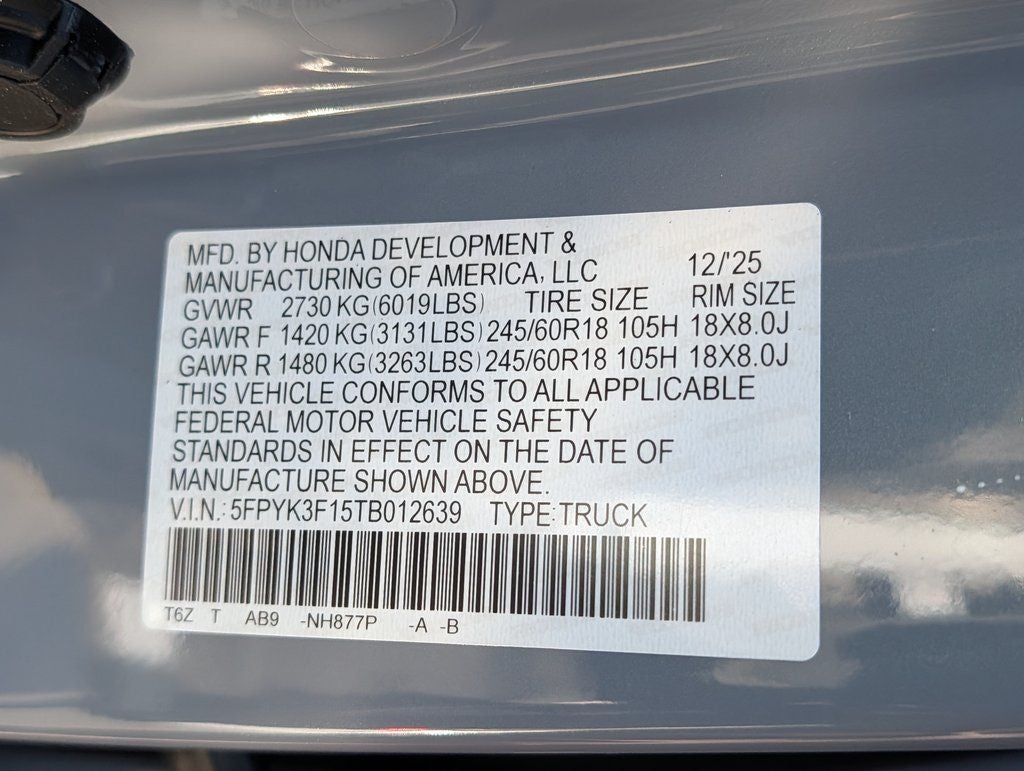 MFD. BY HONDA DEVELOPMENT &
MANUFACTURING OF AMERICA, LLC 12/'25
GVWR 2730 KG(6019LBS) TIRE SIZE RIM SIZE
GAWR F 1420 KG(3131LBS) 245/60R18 105H 18X8.0J
GAWR R 1480 KG(3263LBS) 245/60R18 105H 18X8.0J
THIS VEHICLE CONFORMS TO ALL APPLICABLE
FEDERAL MOTOR VEHICLE SAFETY
STANDARDS IN EFFECT ON THE DATE OF
MANUFACTURE SHOWN ABOVE.
V.I.N.: 5FPYK3F15TB012639 TYPE:TRUCK
T6Z T AB9 -NH877P -A -B